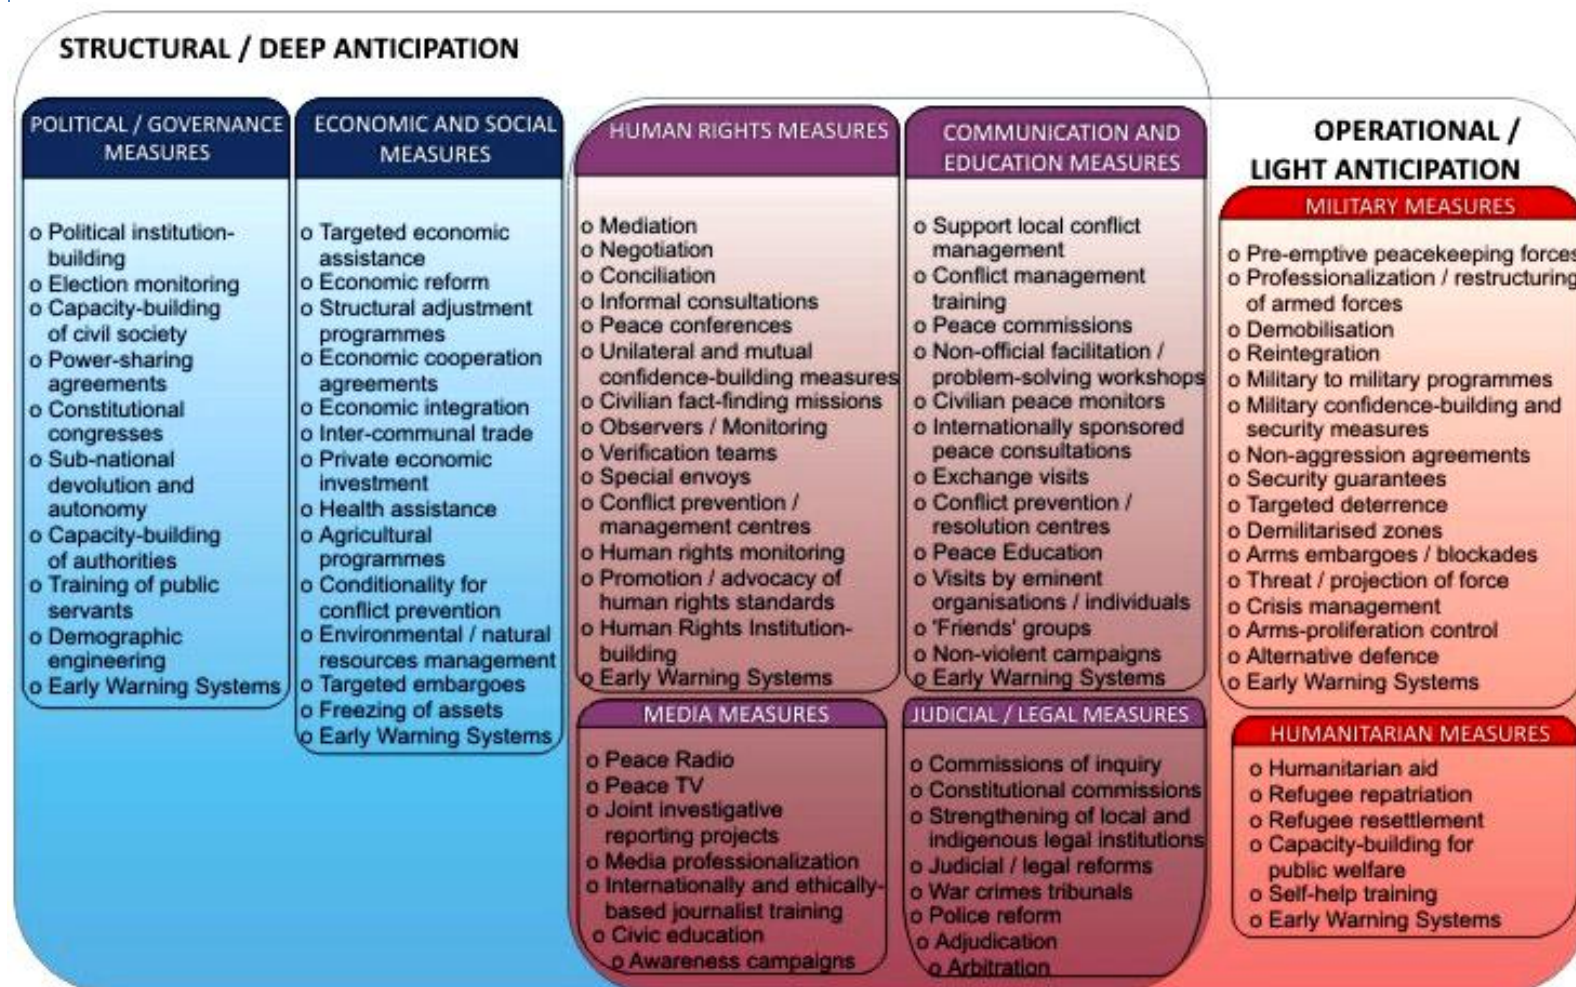 STRUCTURAL / DEEP ANTICIPATION
POLITICAL / GOVERNANCE
MEASURES
o Political institution-
building
o Election monitoring
o Capacity-building
of civil society
o Power-sharing
agreements
o Constitutional
congresses
o Sub-national
devolution and
autonomy
o Capacity-building
of authorities
o Training of public
servants
o Demographic
engineering
o Early Warning Systems
ECONOMIC AND SOCIAL
MEASURES
o Targeted economic
assistance
o Economic reform
o Structural adjustment
programmes
o Economic cooperation
agreements
o Economic integration
o Inter-communal trade
o Private economic
investment
o Health assistance
o Agricultural
programmes
o Conditionality for
conflict prevention
o Environmental / natural
resources management
o Targeted embargoes
o Freezing of assets
o Early Warning Systems
HUMAN RIGHTS MEASURES
o Mediation
o Negotiation
o Conciliation
o Informal consultations
o Peace conferences
o Unilateral and mutual
confidence-building measures
o Civilian fact-finding missions
o Observers / Monitoring
o Verification teams
o Special envoys
o Conflict prevention /
management centres
o Human rights monitoring
o Promotion / advocacy of
human rights standards
o Human Rights Institution-
building
o Early Warning Systems
MEDIA MEASURES
o Peace Radio
o Peace TV
o Joint investigative
reporting projects
o Media professionalization
o Internationally and ethically-
based journalist training
o Civic education
o Awareness campaigns
COMMUNICATION AND
EDUCATION MEASURES
o Support local conflict
management
o Conflict management
training
o Peace commissions
o Non-official facilitation /
problem-solving workshops
o Civilian peace monitors
o Internationally sponsored
peace consultations
o Exchange visits
o Conflict prevention /
resolution centres
o Peace Education
o Visits by eminent
organisations / individuals
o 'Friends' groups
o Non-violent campaigns
o Early Warning Systems
JUDICIAL / LEGAL MEASURES
o Commissions of inquiry
o Constitutional commissions
o Strengthening of local and
indigenous legal institutions
o Judicial / legal reforms
o War crimes tribunals
o Police reform
o Adjudication
o Arbitration
OPERATIONAL /
LIGHT ANTICIPATION
MILITARY MEASURES
o Pre-emptive peacekeeping forces
o Professionalization / restructuring
of armed forces
o Demobilisation
o Reintegration
o Military to military programmes
o Military confidence-building and
security measures
o Non-aggression agreements
o Security guarantees
o Targeted deterrence
o Demilitarised zones
o Arms embargoes / blockades
o Threat / projection of force
o Crisis management
o Arms-proliferation control
o Alternative defence
o Early Warning Systems
HUMANITARIAN MEASURES
o Humanitarian aid
o Refugee repatriation
o Refugee resettlement
o Capacity-building for
public welfare
o Self-help training
o Early Warning Systems